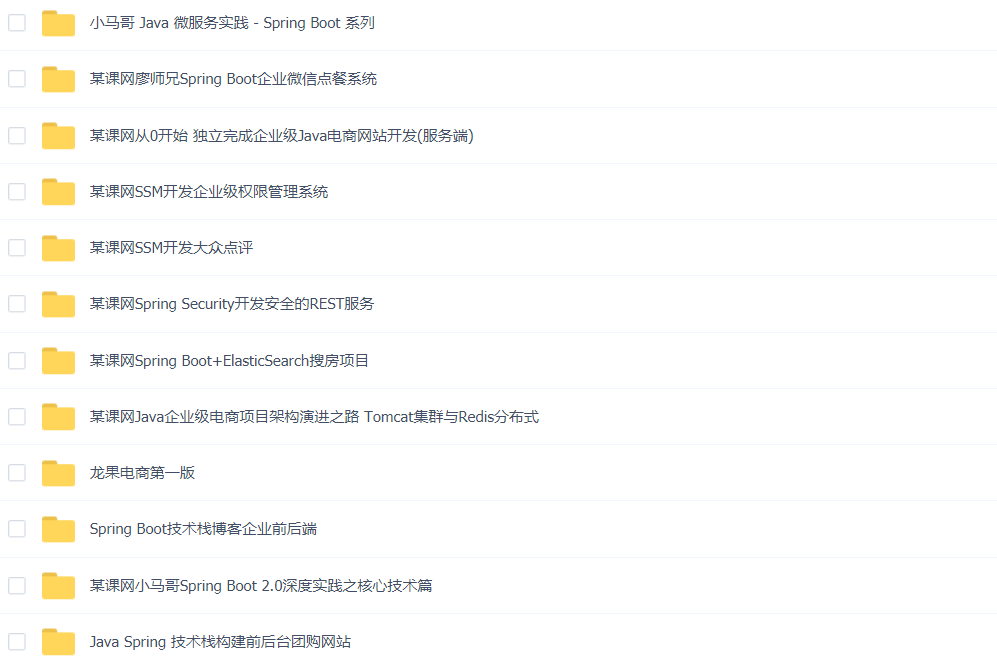 小马哥 Java 微服务实践 - Spring Boot 系列
某课网廖师兄Spring Boot企业微信点餐系统
某课网从0开始 独立完成企业级Java电商网站开发(服务端)
某课网SSM开发企业级权限管理系统
某课网SSM开发大众点评
某课网Spring Security开发安全的REST服务
某课网Spring Boot+ElasticSearch搜房项目
某课网Java企业级电商项目架构演进之路 Tomcat集群与Redis分布式
龙果电商第一版
Spring Boot技术栈博客企业前后端
某课网小马哥Spring Boot 2.0深度实践之核心技术篇
Java Spring 技术栈构建前后台团购网站